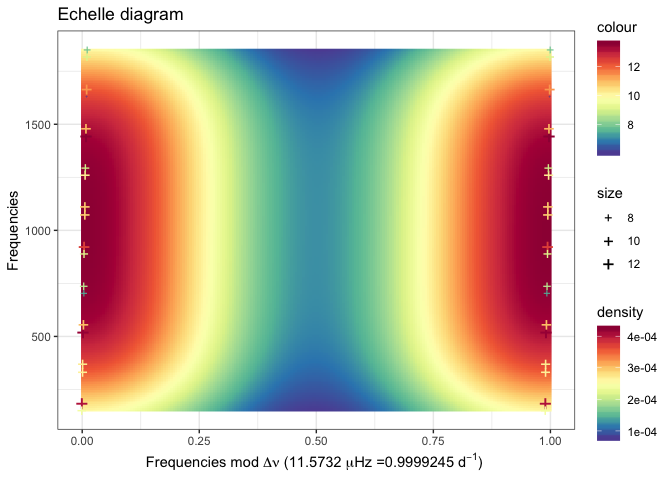 Echelle diagram
Frequencies
1500
1000
500
0.00 0.25 0.50 0.75 1.00
Frequencies mod Δν (11.5732 μHz =0.9999245 d⁻¹)
colour
12
10
8
size
8
10
12
density
4e-04
3e-04
2e-04
1e-04